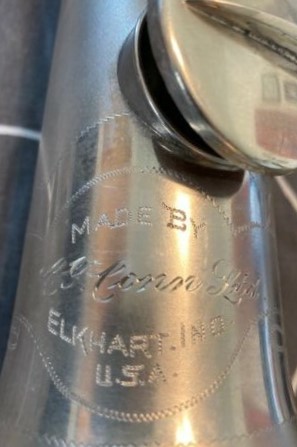 MADE BY
C.G. Conn Ltd.
ELKHART. IND
U.S.A.